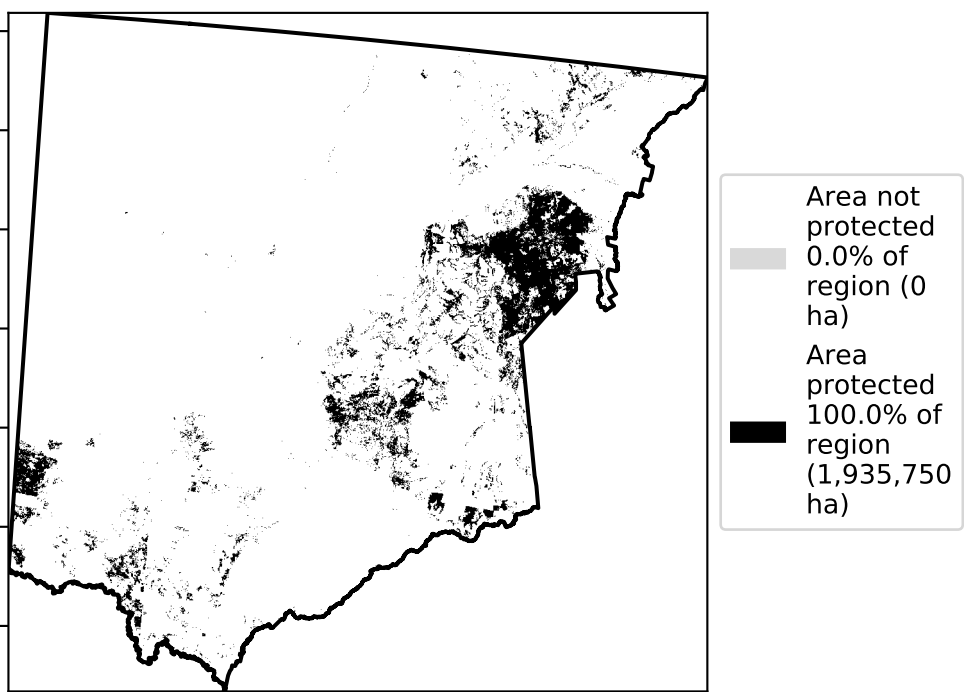 Area not
protected
0.0% of
region (0
ha)
Area
protected
100.0% of
region
(1,935,750
ha)